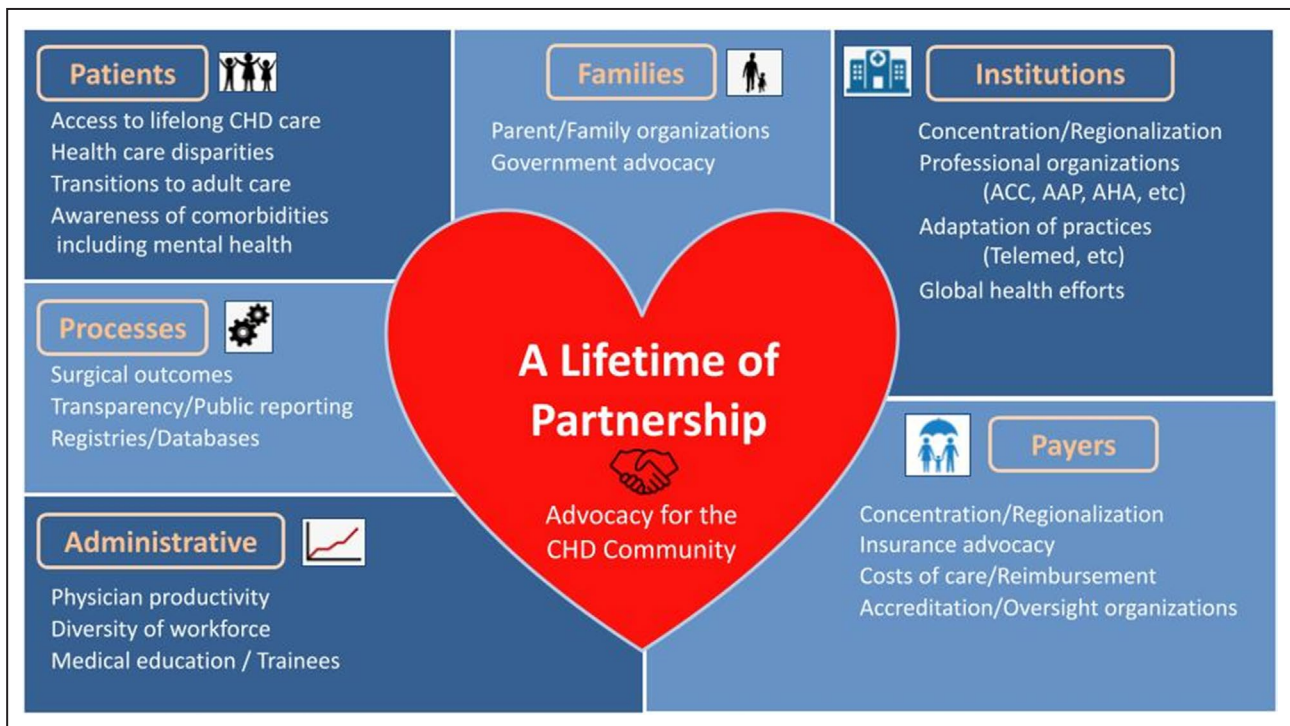 Patients
Access to lifelong CHD care
Health care disparities
Transitions to adult care
Awareness of comorbidities
including mental health
Families
Parent/Family organizations
Government advocacy
Institutions
Concentration/Regionalization
Professional organizations
(ACC, AAP, AHA, etc)
Adaptation of practices
(Telemed, etc)
Global health efforts
Processes
Surgical outcomes
Transparency/Public reporting
Registries/Databases
A Lifetime of
Partnership
Advocacy for the
CHD Community
Payers
Concentration/Regionalization
Insurance advocacy
Costs of care/Reimbursement
Accreditation/Oversight organizations
Administrative
Physician productivity
Diversity of workforce
Medical education / Trainees